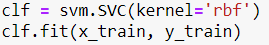 clf = svm.SVC(kernel='rbf')
clf.fit(x_train, y_train)